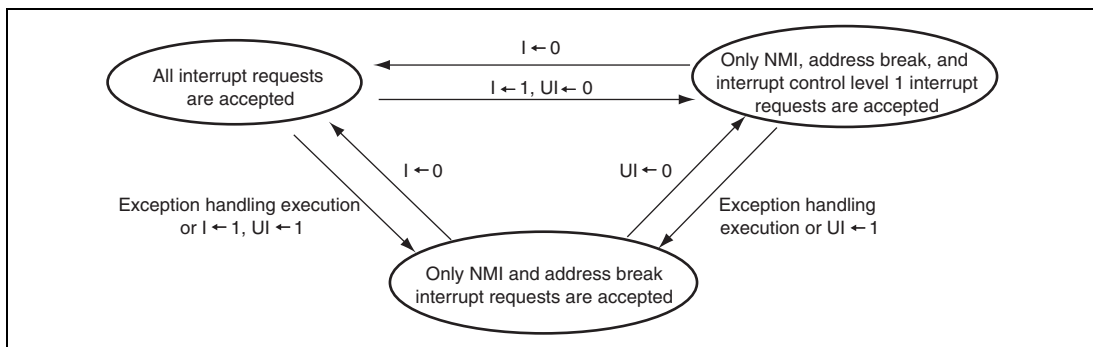 I ← 0
All interrupt requests
are accepted
I ← 1, UI ← 0
Only NMI, address break, and
interrupt control level 1 interrupt
requests are accepted
I ← 0
UI ← 0
Exception handling execution
or I ← 1, UI ← 1
Exception handling
execution or UI ← 1
Only NMI and address break
interrupt requests are accepted